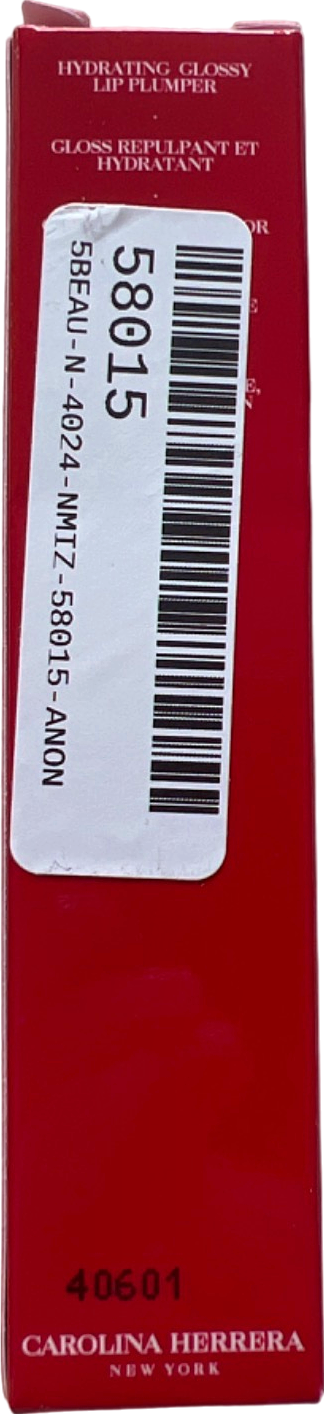 HYDRATING GLOSSY
LIP PLUMPER
GLOSS REPULPANT ET
HYDRATANT
58015
5BEAU-N-4024-NMIZ-58015-ANON
40601
CAROLINA HERRERA
NEW YORK